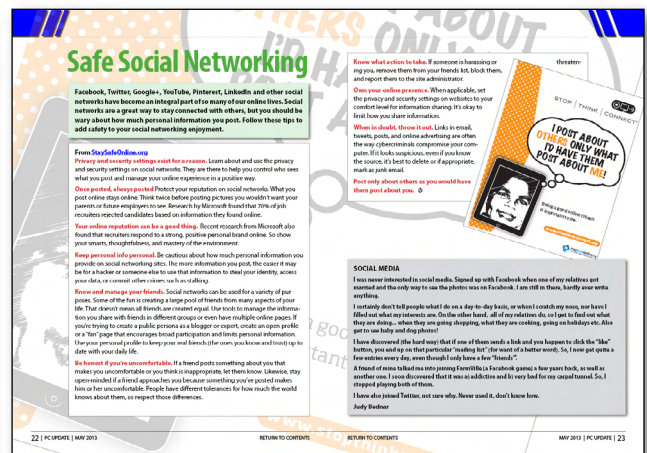 Safe Social Networking
Facebook, Twitter, Google+, YouTube, Pinterest, LinkedIn and other social
networks have become an integral part of so many of our online lives. Social
networks are a great way to stay connected with others, but you should be
wary about how much personal information you post. Follow these tips to
add safety to your social networking enjoyment.
From StaySafeOnline.org
Privacy and security settings exist for a reason. Learn about and use the privacy
and security settings on social networks. They are there to help you control who sees
what you post and manage your online experience in a positive way.
Once posted, always posted Protect your reputation on social networks. What you
post online stays online. Think twice before posting pictures you wouldn't want your
parents or future employers to see. Research by Microsoft found that 70% of job
recruiters rejected candidates based on information they found online.
Your online reputation can be a good thing. Recent research from Microsoft also
found that recruiters respond to a strong, positive personal brand online. So show
your smarts, thoughtfulness, and mastery of the environment.
Keep personal info personal. Be cautious about how much personal information you
provide on social networking sites. The more information you post, the easier it may
be for a hacker or someone else to use that information to steal your identity, access
your data, or commit other crimes such as stalking.
Know and manage your friends. Social networks can be used for a variety of pur-
poses. Some of the fun is creating a large pool of friends from many aspects of your
life. That doesn't mean all friends are created equal. Use tools to manage the informa-
tion you share with friends in different groups or even have multiple online pages. If
you're trying to create a public persona as a blogger or expert, create an open profile
or a "fan" page that encourages broad participation and limits personal information.
Use your personal profile to keep your real friends (the ones you know and trust) up to
date with your daily life.
Be honest if you're uncomfortable. If a friend posts something about you that
makes you uncomfortable or you think is inappropriate, let them know. Likewise, stay
open-minded if a friend approaches you because something you've posted makes
him or her uncomfortable. People have different tolerances for how much the world
knows about them, so respect those differences.
22 | PC UPDATE | MAY 2013
RETURN TO CONTENTS
Know what action to take. If someone is harassing or threaten-
ing you, remove them from your friends list, block them,
and report them to the site administrator.
Own your online presence. When applicable, set
the privacy and security settings on websites to your
comfort level for information sharing. It's okay to
limit how you share information.
When in doubt, throw it out. Links in email,
tweets, posts, and online advertising are often
the way cybercriminals compromise your com-
puter. If it looks suspicious, even if you know
the source, it's best to delete or if appropriate,
mark as junk email.
Post only about others as you would have
them post about you.
STOP | THINK | CONNECT
I POST ABOUT
OTHERS ONLY WHAT
I'D HAVE THEM
POST ABOUT ME!
SOCIAL MEDIA
I was never interested in social media. Signed up with Facebook when one of my relatives got
married and the only way to see the photos was on Facebook. I am still in there, hardly ever write
anything.
I certainly don't tell people what I do on a day-to-day basis, or when I scratch my nose, nor have I
filled out what my interests are. On the other hand, all of my relatives do, so I get to find out what
they are doing... when they are going shopping, what they are cooking, going on holidays etc. Also
get to see baby and dog photos!
I have discovered (the hard way) that if one of them sends a link and you happen to click the "like"
button, you end up on that particular "mailing list" (for want of a better word). So, I now get quite a
few entries every day, even though I only have a few "friends".
A friend of mine talked me into joining FarmVille (a Facebook game) a few years back, as well as
another one. I soon discovered that it was a) addictive and b) very bad for my carpal tunnel. So, I
stopped playing both of them.
I have also joined Twitter, not sure why. Never used it, don't know how.
Judy Bednar
RETURN TO CONTENTS
MAY 2013 | PC UPDATE | 23